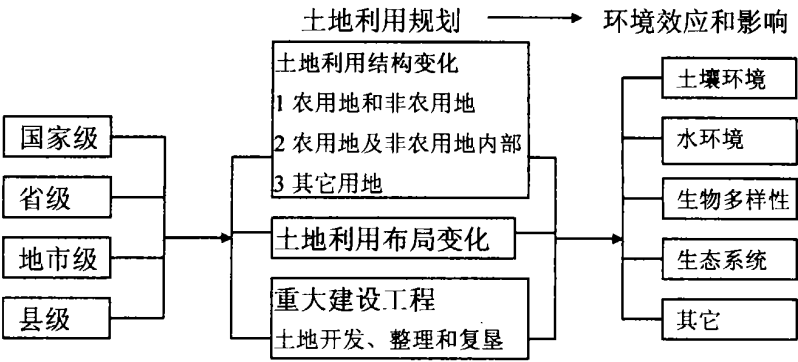 土地利用规划
环境效应和影响
国家级
省级
地市级
县级
土地利用结构变化
1 农用地和非农用地
2 农用地及非农用地内部
3 其它用地
土地利用布局变化
重大建设工程
土地开发、整理和复垦
土壤环境
水环境
生物多样性
生态系统
其它